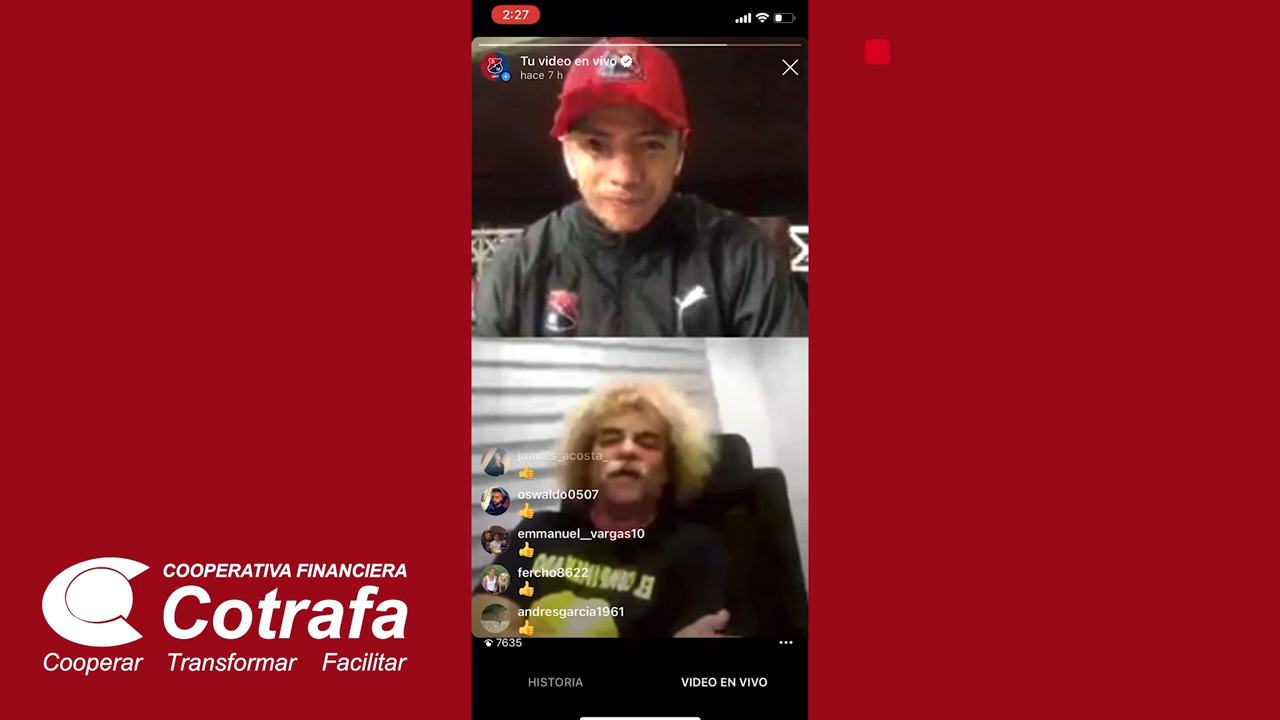 2:27
Tu video en vivo
hace 7 h
juanes_acosta_
oswaldo0507
emmanuel__vargas10
fercho8622
andresgarcia1961
7635
HISTORIA
VIDEO EN VIVO
COOPERATIVA FINANCIERA
Cotrafa
Cooperar Transformar Facilitar